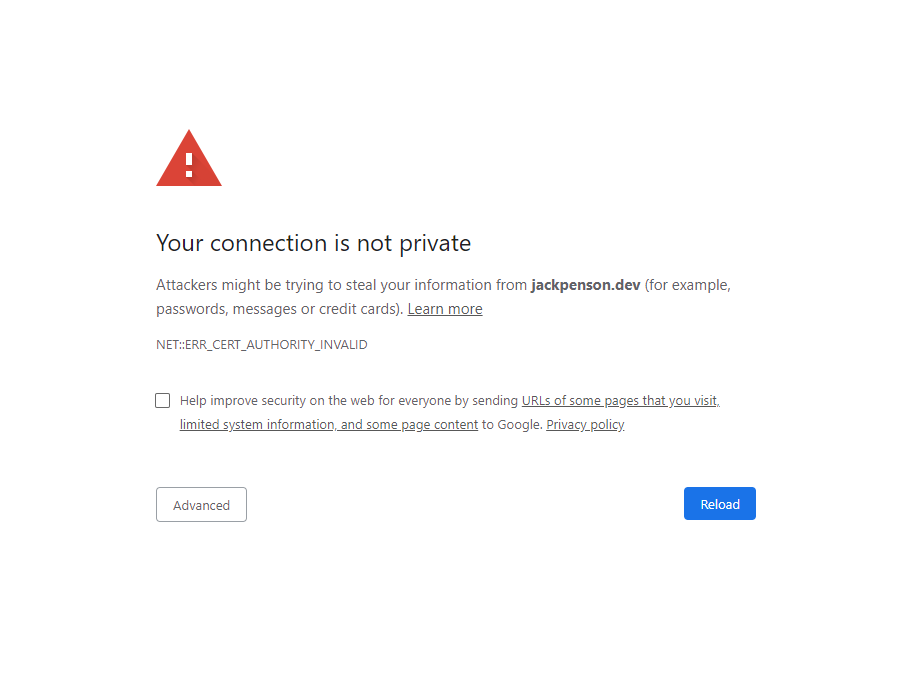 Your connection is not private
Attackers might be trying to steal your information from jackpenson.dev (for example,
passwords, messages or credit cards). Learn more
NET::ERR_CERT_AUTHORITY_INVALID
Help improve security on the web for everyone by sending URLs of some pages that you visit,
limited system information, and some page content to Google. Privacy policy
Advanced
Reload